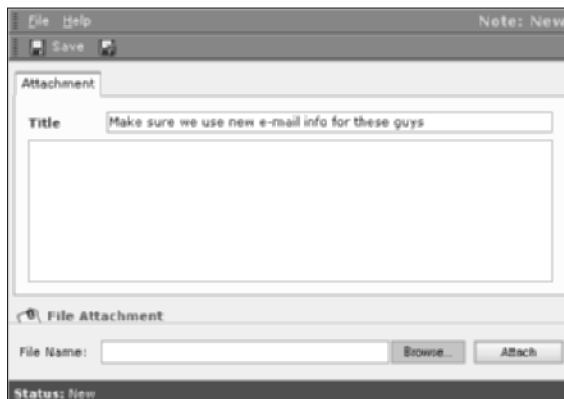 File Help Note: New
Save
Attachment
Title Make sure we use new e-mail info for these guys
File Attachment
File Name: Browse... Attach
Status: New